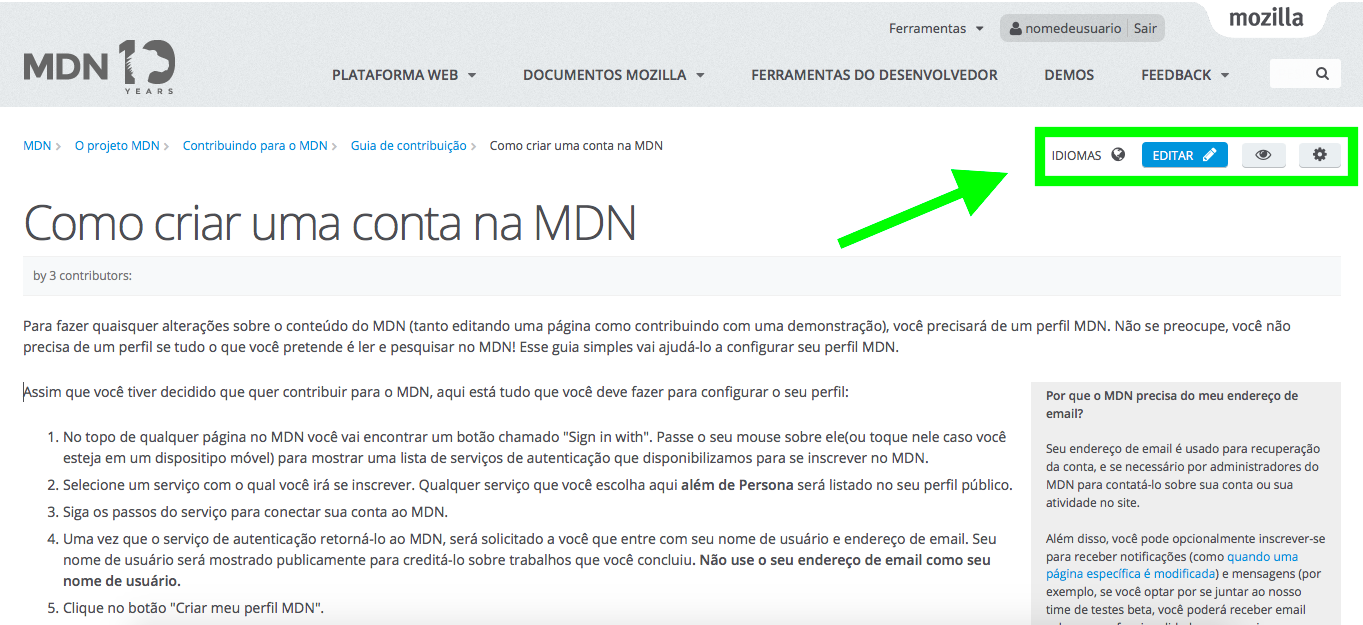 mozilla
Ferramentas nomedeusuario Sair
MDN 10
YEARS
PLATAFORMA WEB DOCUMENTOS MOZILLA FERRAMENTAS DO DESENVOLVEDOR DEMOS FEEDBACK
MDN O projeto MDN Contribuindo para o MDN Guia de contribuição Como criar uma conta na MDN
IDIOMAS EDITAR
Como criar uma conta na MDN
by 3 contributors:
Para fazer quaisquer alterações sobre o conteúdo do MDN (tanto editando uma página como contribuindo com uma demonstração), você precisará de um perfil MDN. Não se preocupe, você não
precisa de um perfil se tudo o que você pretende é ler e pesquisar no MDN! Esse guia simples vai ajudá-lo a configurar seu perfil MDN.
Assim que você tiver decidido que quer contribuir para o MDN, aqui está tudo que você deve fazer para configurar o seu perfil:
1. No topo de qualquer página no MDN você vai encontrar um botão chamado "Sign in with". Passe o seu mouse sobre ele(ou toque nele caso você
esteja em um dispositipo móvel) para mostrar uma lista de serviços de autenticação que disponibilizamos para se inscrever no MDN.
2. Selecione um serviço com o qual você irá se inscrever. Qualquer serviço que você escolha aqui além de Persona será listado no seu perfil público.
3. Siga os passos do serviço para conectar sua conta ao MDN.
4. Uma vez que o serviço de autenticação retorná-lo ao MDN, será solicitado a você que entre com seu nome de usuário e endereço de email. Seu
nome de usuário será mostrado publicamente para creditá-lo sobre trabalhos que você concluiu. Não use o seu endereço de email como seu
nome de usuário.
5. Clique no botão "Criar meu perfil MDN".
Por que o MDN precisa do meu endereço de
email?
Seu endereço de email é usado para recuperação
da conta, e se necessário por administradores do
MDN para contatá-lo sobre sua conta ou sua
atividade no site.
Além disso, você pode opcionalmente inscrever-se
para receber notificações (como quando uma
página específica é modificada) e mensagens (por
exemplo, se você optar por se juntar ao nosso
time de testes beta, você poderá receber email